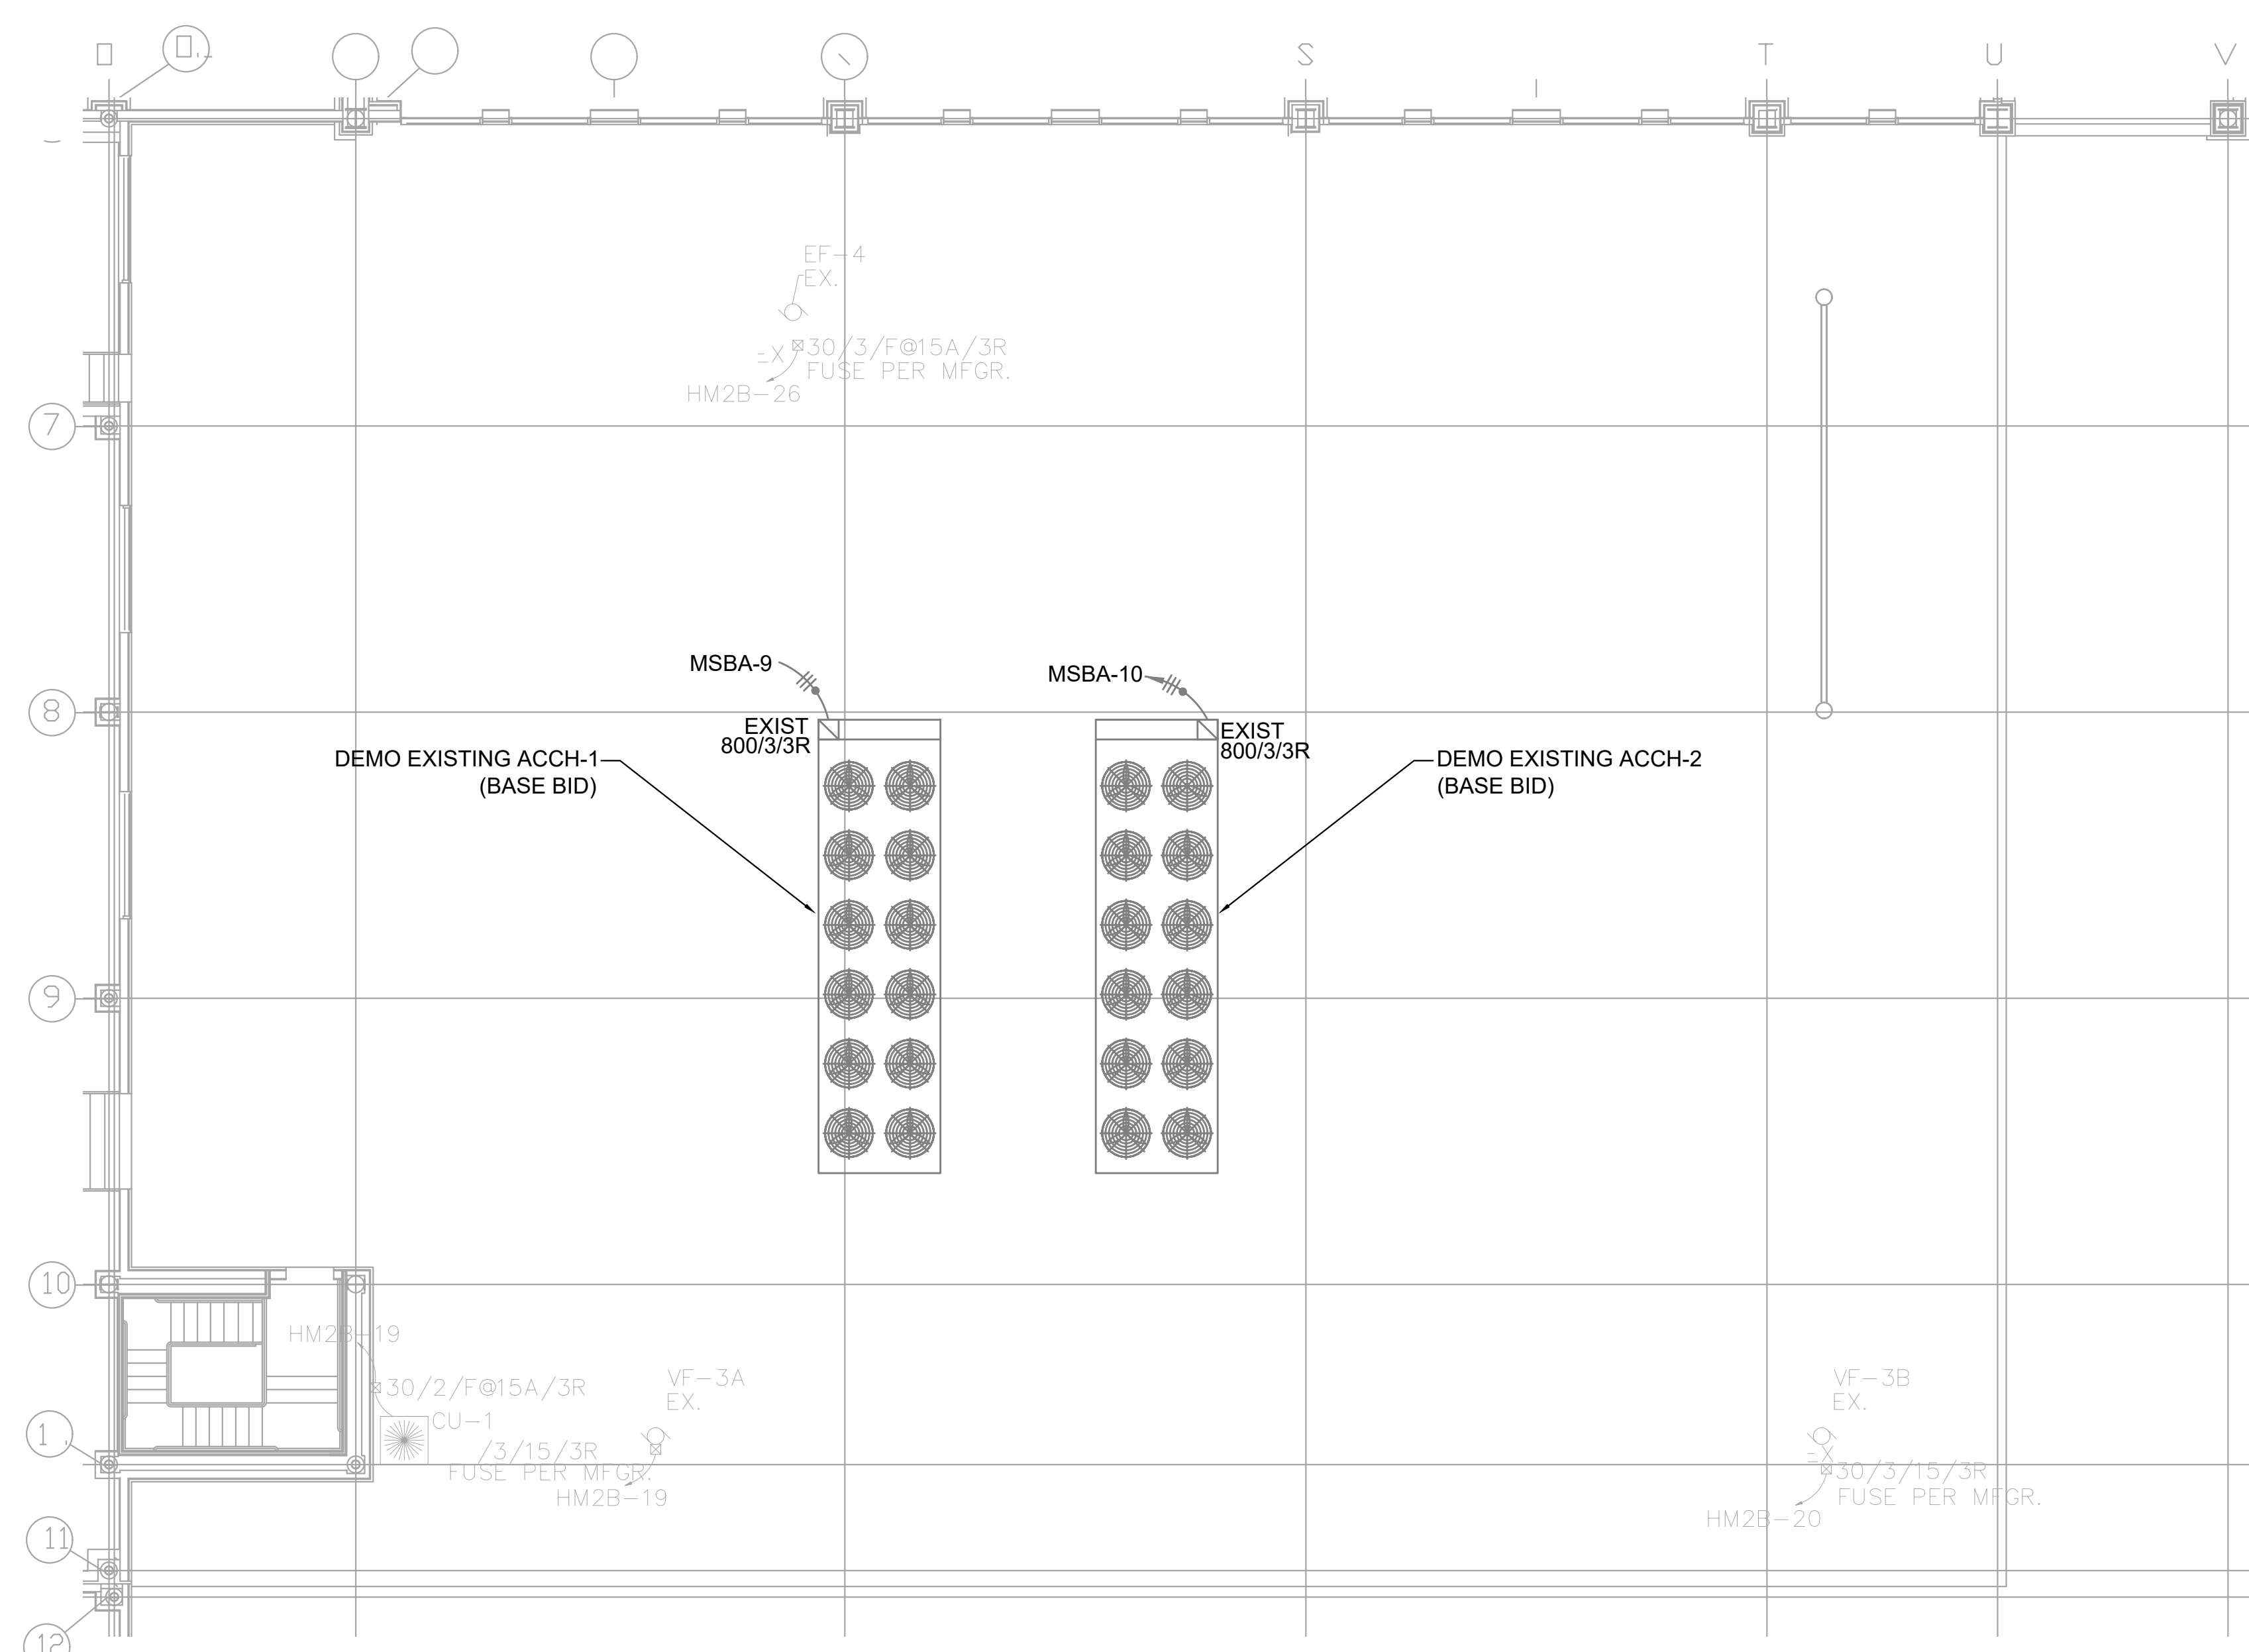 S
T
U
V
EF-4
EX.
30/3/F@15A/3R
FUSE PER MFGR.
HM2B-26
7
MSBA-9
MSBA-10
8
EXIST
800/3/3R
EXIST
800/3/3R
DEMO EXISTING ACCH-1
(BASE BID)
DEMO EXISTING ACCH-2
(BASE BID)
9
10
HM2B-19
30/2/F@15A/3R
CU-1
VF-3A
EX.
/3/15/3R
FUSE PER MFGR.
HM2B-19
VF-3B
EX.
30/3/15/3R
FUSE PER MFGR.
HM2B-20
11
12